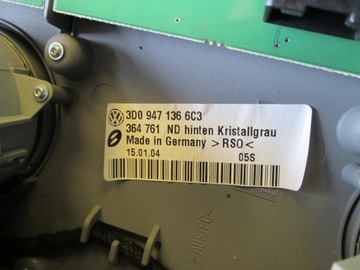 3D0 947 136 6C3
364 761 ND hinten Kristallgrau
Made in Germany >RSO<
15.01.04 05S